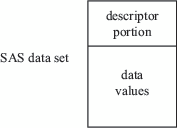 descriptor
portion
SAS data set
data
values